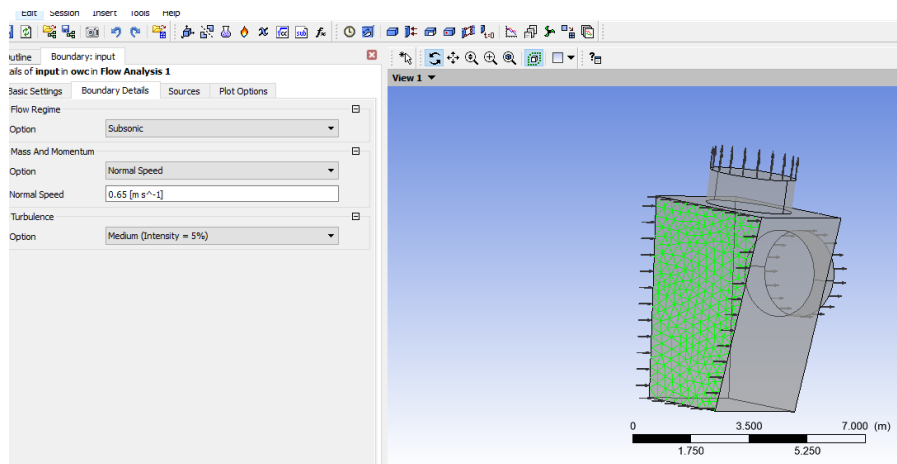 Edit Session Insert Tools Help
utline Boundary: input
ails of input in owc in Flow Analysis 1
Basic Settings Boundary Details Sources Plot Options
Flow Regime
Option Subsonic
Mass And Momentum
Option Normal Speed
Normal Speed 0.65 [m s^-1]
Turbulence
Option Medium (Intensity = 5%)
View 1
0 3.500 7.000 (m)
1.750 5.250